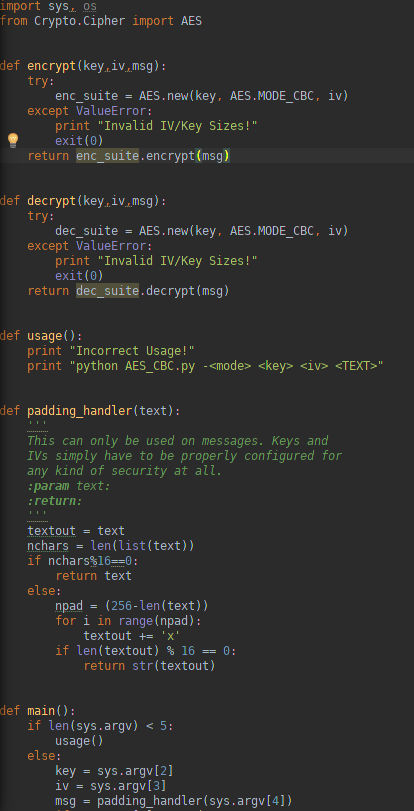 import sys, os
from Crypto.Cipher import AES
def encrypt(key,iv,msg):
try:
enc_suite = AES.new(key, AES.MODE_CBC, iv)
except ValueError:
print "Invalid IV/Key Sizes!"
exit(0)
return enc_suite.encrypt(msg)
def decrypt(key,iv,msg):
try:
dec_suite = AES.new(key, AES.MODE_CBC, iv)
except ValueError:
print "Invalid IV/Key Sizes!"
exit(0)
return dec_suite.decrypt(msg)
def usage():
print "Incorrect Usage!"
print "python AES_CBC.py -<mode> <key> <iv> <TEXT>"
def padding_handler(text):
'''
This can only be used on messages. Keys and
IVs simply have to be properly configured for
any kind of security at all.
:param text:
:return:
'''
textout = text
nchars = len(list(text))
if nchars%16==0:
return text
else:
npad = (256-len(text))
for i in range(npad):
textout += 'x'
if len(textout) % 16 == 0:
return str(textout)
def main():
if len(sys.argv) < 5:
usage()
else:
key = sys.argv[2]
iv = sys.argv[3]
msg = padding_handler(sys.argv[4])